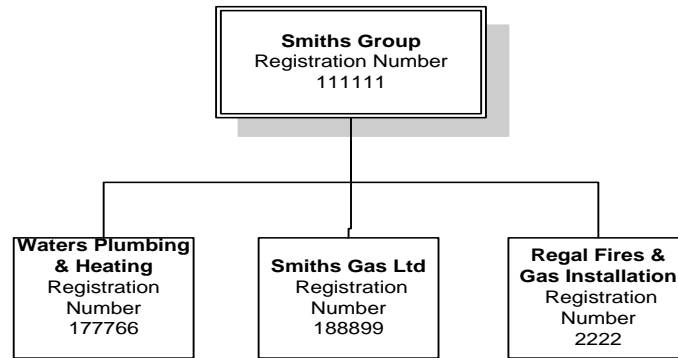 Smiths Group
Registration Number
111111
Waters Plumbing
& Heating
Registration
Number
177766
Smiths Gas Ltd
Registration
Number
188899
Regal Fires &
Gas Installation
Registration
Number
2222